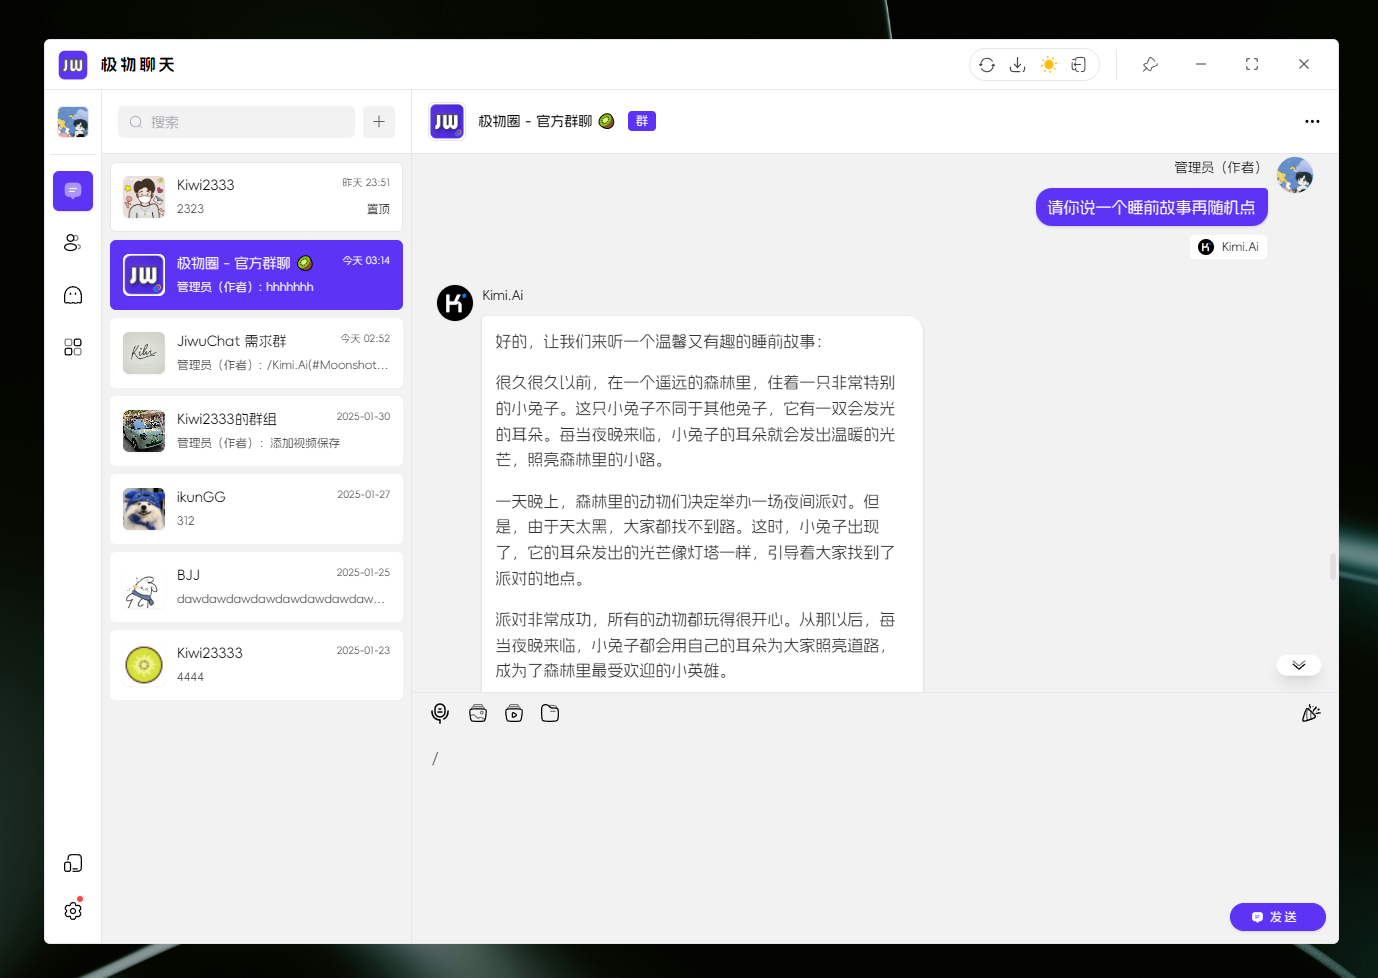 JW 极物聊天
搜索
Kiwi2333 昨天 23:51
2323 置顶
JW 极物圈 - 官方群聊 今天 03:14
管理员（作者）: hhhhhhh
JiwuChat 需求群 今天 02:52
管理员（作者）: /Kimi.Ai(#Moonshot...
Kiwi2333的群组 2025-01-30
管理员（作者）: 添加视频保存
ikunGG 2025-01-27
312
BJJ 2025-01-25
dawdawdawdawdawdawdawdaw...
Kiwi23333 2025-01-23
4444
JW 极物圈 - 官方群聊 群
管理员（作者）
请你说一个睡前故事再随机点
Kimi.Ai
Kimi.Ai
好的，让我们来听一个温馨又有趣的睡前故事：
很久很久以前，在一个遥远的森林里，住着一只非常特别
的小兔子。这只小兔子不同于其他兔子，它有一双会发光
的耳朵。每当夜晚来临，小兔子的耳朵就会发出温暖的光
芒，照亮森林里的小路。
一天晚上，森林里的动物们决定举办一场夜间派对。但
是，由于天太黑，大家都找不到路。这时，小兔子出现
了，它的耳朵发出的光芒像灯塔一样，引导着大家找到了
派对的地点。
派对非常成功，所有的动物都玩得很开心。从那以后，每
当夜晚来临，小兔子都会用自己的耳朵为大家照亮道路，
成为了森林里最受欢迎的小英雄。
/
发送